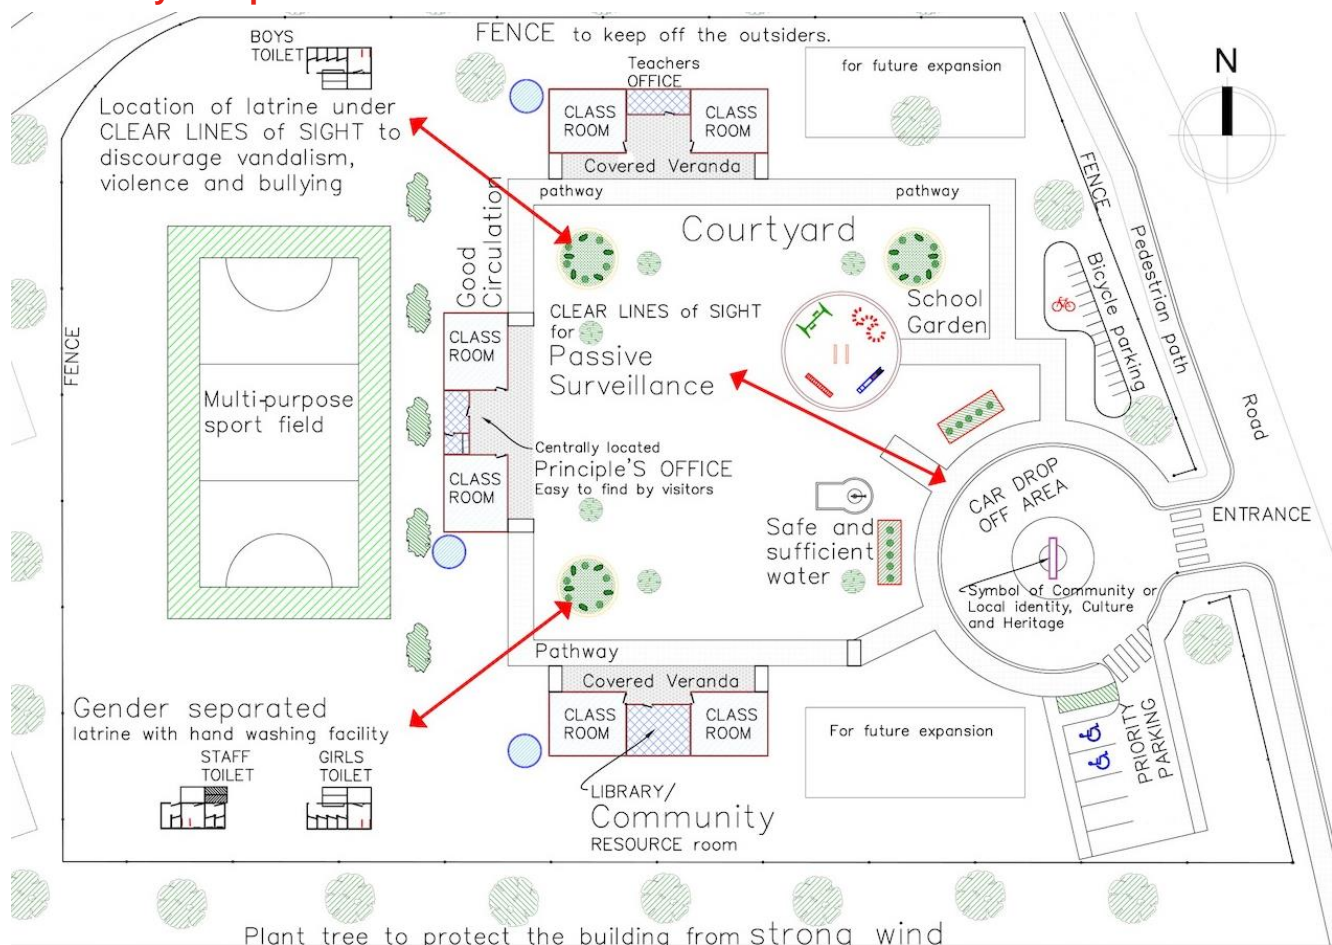 FENCE to keep off the outsiders.
BOYS
TOILET
Teachers
OFFICE
for future expansion
N
Location of latrine under
CLEAR LINES of SIGHT to
discourage vandalism,
violence and bullying
CLASS
ROOM
CLASS
ROOM
Covered Veranda
pathway
pathway
FENCE
Pedestrian path
Bicycle parking
Road
Courtyard
Good
Circulation
School
Garden
CLEAR LINES of SIGHT
for
Passive
Surveillance
FENCE
Multi-purpose
sport field
CLASS
ROOM
Centrally located
Principle'S OFFICE
Easy to find by visitors
CLASS
ROOM
CAR DROP
OFF AREA
ENTRANCE
Safe and
sufficient
water
Symbol of Community or
Local identity, Culture
and Heritage
Pathway
Covered Veranda
Gender separated
latrine with hand washing facility
CLASS
ROOM
CLASS
ROOM
For future expansion
PRIORITY
PARKING
STAFF
TOILET
GIRLS
TOILET
LIBRARY/
Community
RESOURCE room
Plant tree to protect the building from strong wind